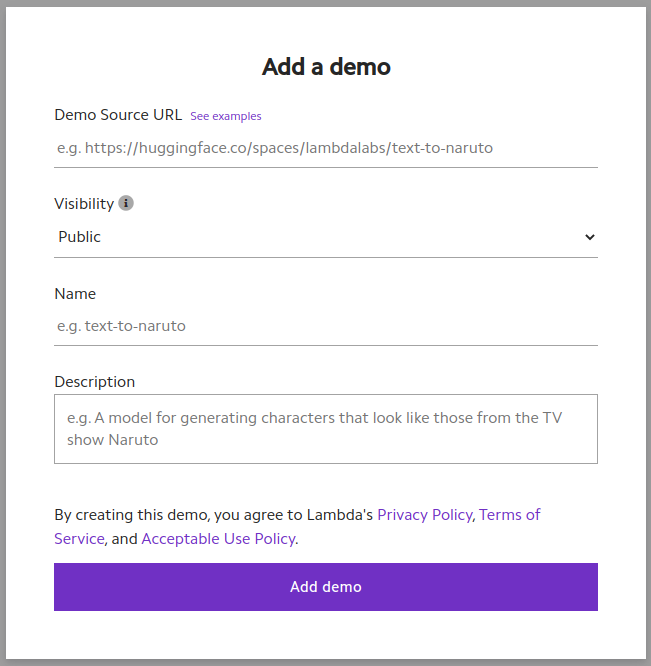 Add a demo
Demo Source URL See examples
e.g. https://huggingface.co/spaces/lambdalabs/text-to-naruto
Visibility i
Public
Name
e.g. text-to-naruto
Description
e.g. A model for generating characters that look like those from the TV
show Naruto
By creating this demo, you agree to Lambda's Privacy Policy, Terms of
Service, and Acceptable Use Policy.
Add demo